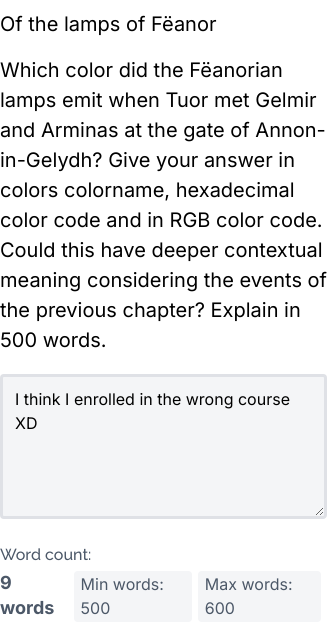 Of the lamps of Fëanor
Which color did the Fëanorian
lamps emit when Tuor met Gelmir
and Arminas at the gate of Annon-
in-Gelydh? Give your answer in
colors colorname, hexadecimal
color code and in RGB color code.
Could this have deeper contextual
meaning considering the events of
the previous chapter? Explain in
500 words.
I think I enrolled in the wrong course
XD
Word count:
9
words
Min words:
500
Max words:
600